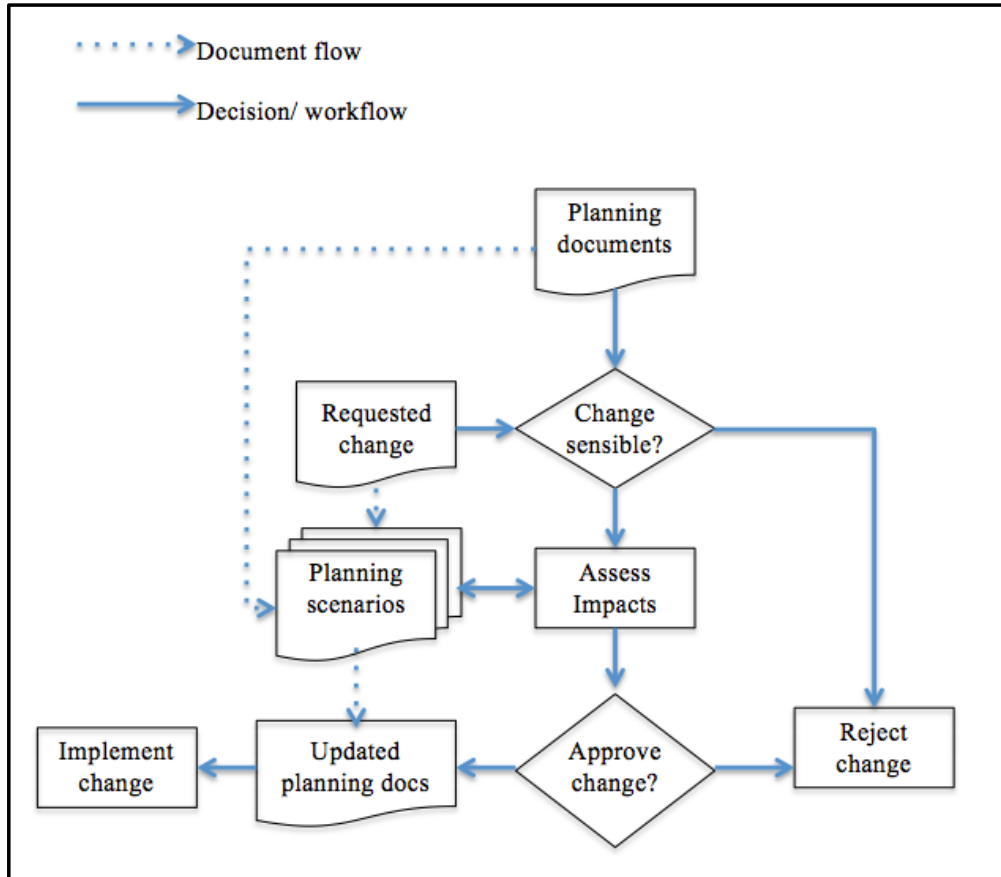 Document flow
Decision/ workflow
Planning
documents
Requested
change
Change
sensible?
Planning
scenarios
Assess
Impacts
Implement
change
Updated
planning docs
Approve
change?
Reject
change